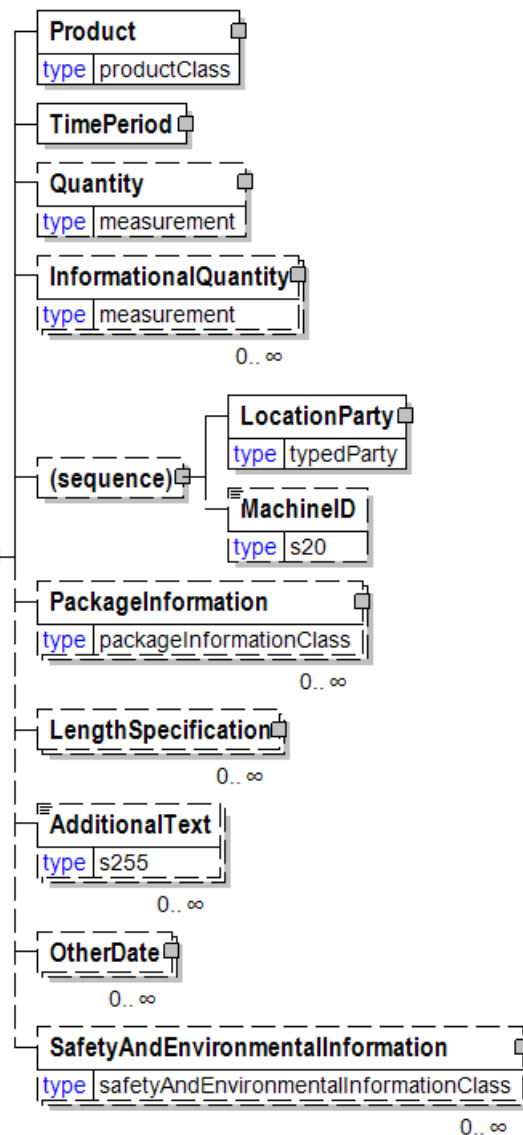 Product
type productClass
TimePeriod
Quantity
type measurement
InformationalQuantity
type measurement
0.. ∞
LocationParty
type typedParty
(sequence)
MachineID
type s20
PackageInformation
type packageInformationClass
0.. ∞
LengthSpecification
0.. ∞
AdditionalText
type s255
0.. ∞
OtherDate
0.. ∞
SafetyAndEnvironmentalInformation
type safetyAndEnvironmentalInformationClass
0.. ∞